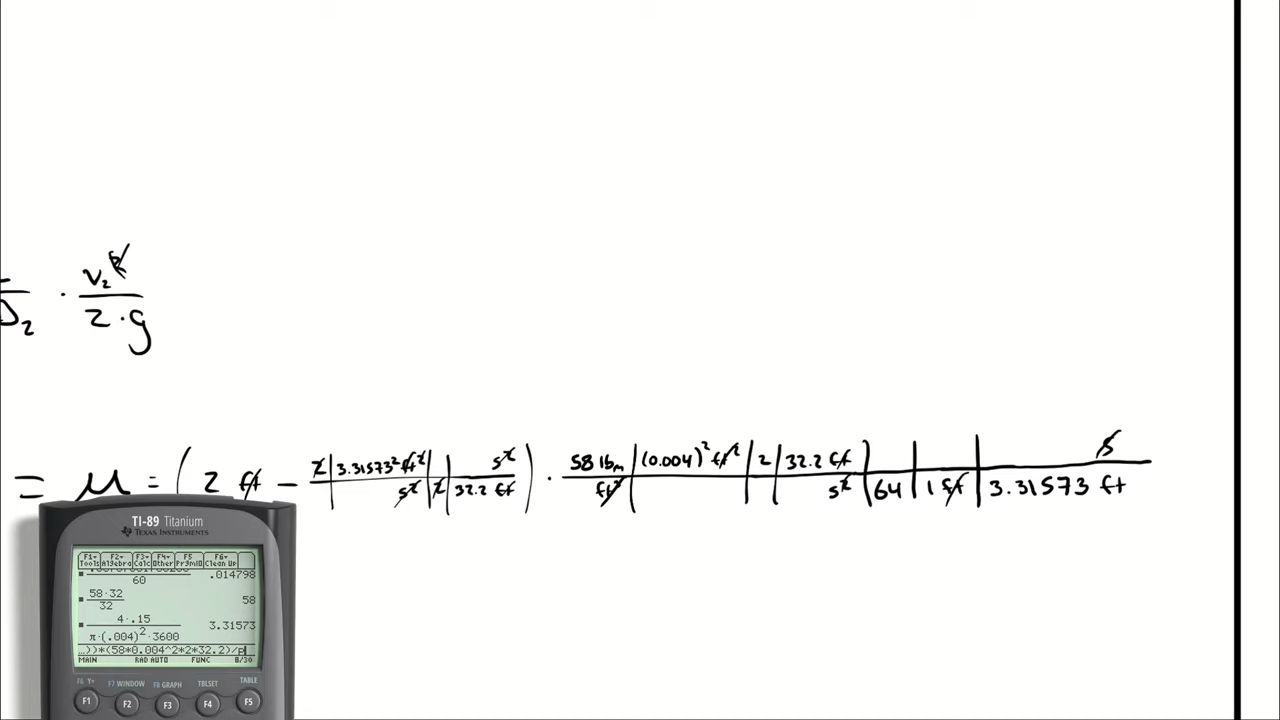 D₂ · v₂² / 2 · g
= μ = ( 2 ft − 2 | 3.31573² ft² | | s² / s² | 2 | 32.2 ft ) · 58 lbm | (0.004)² ft² | 2 | 32.2 ft | | | s / ft³ | | | s² | 64 | 1 ft | 3.31573 ft
TI-89 Titanium
TEXAS INSTRUMENTS
F1 Tools F2 Algebra F3 Calc F4 Other F5 PrgmIO F6 Clean Up
60 .014798
58·32 / 32 58
4·.15 / π·(.004)²·3600 3.31573
...))*(58*0.004^2*2*32.2)/p
MAIN RAD AUTO FUNC 8/30
F6 Y= F7 WINDOW F8 GRAPH TBLSET TABLE
F1 F2 F3 F4 F5